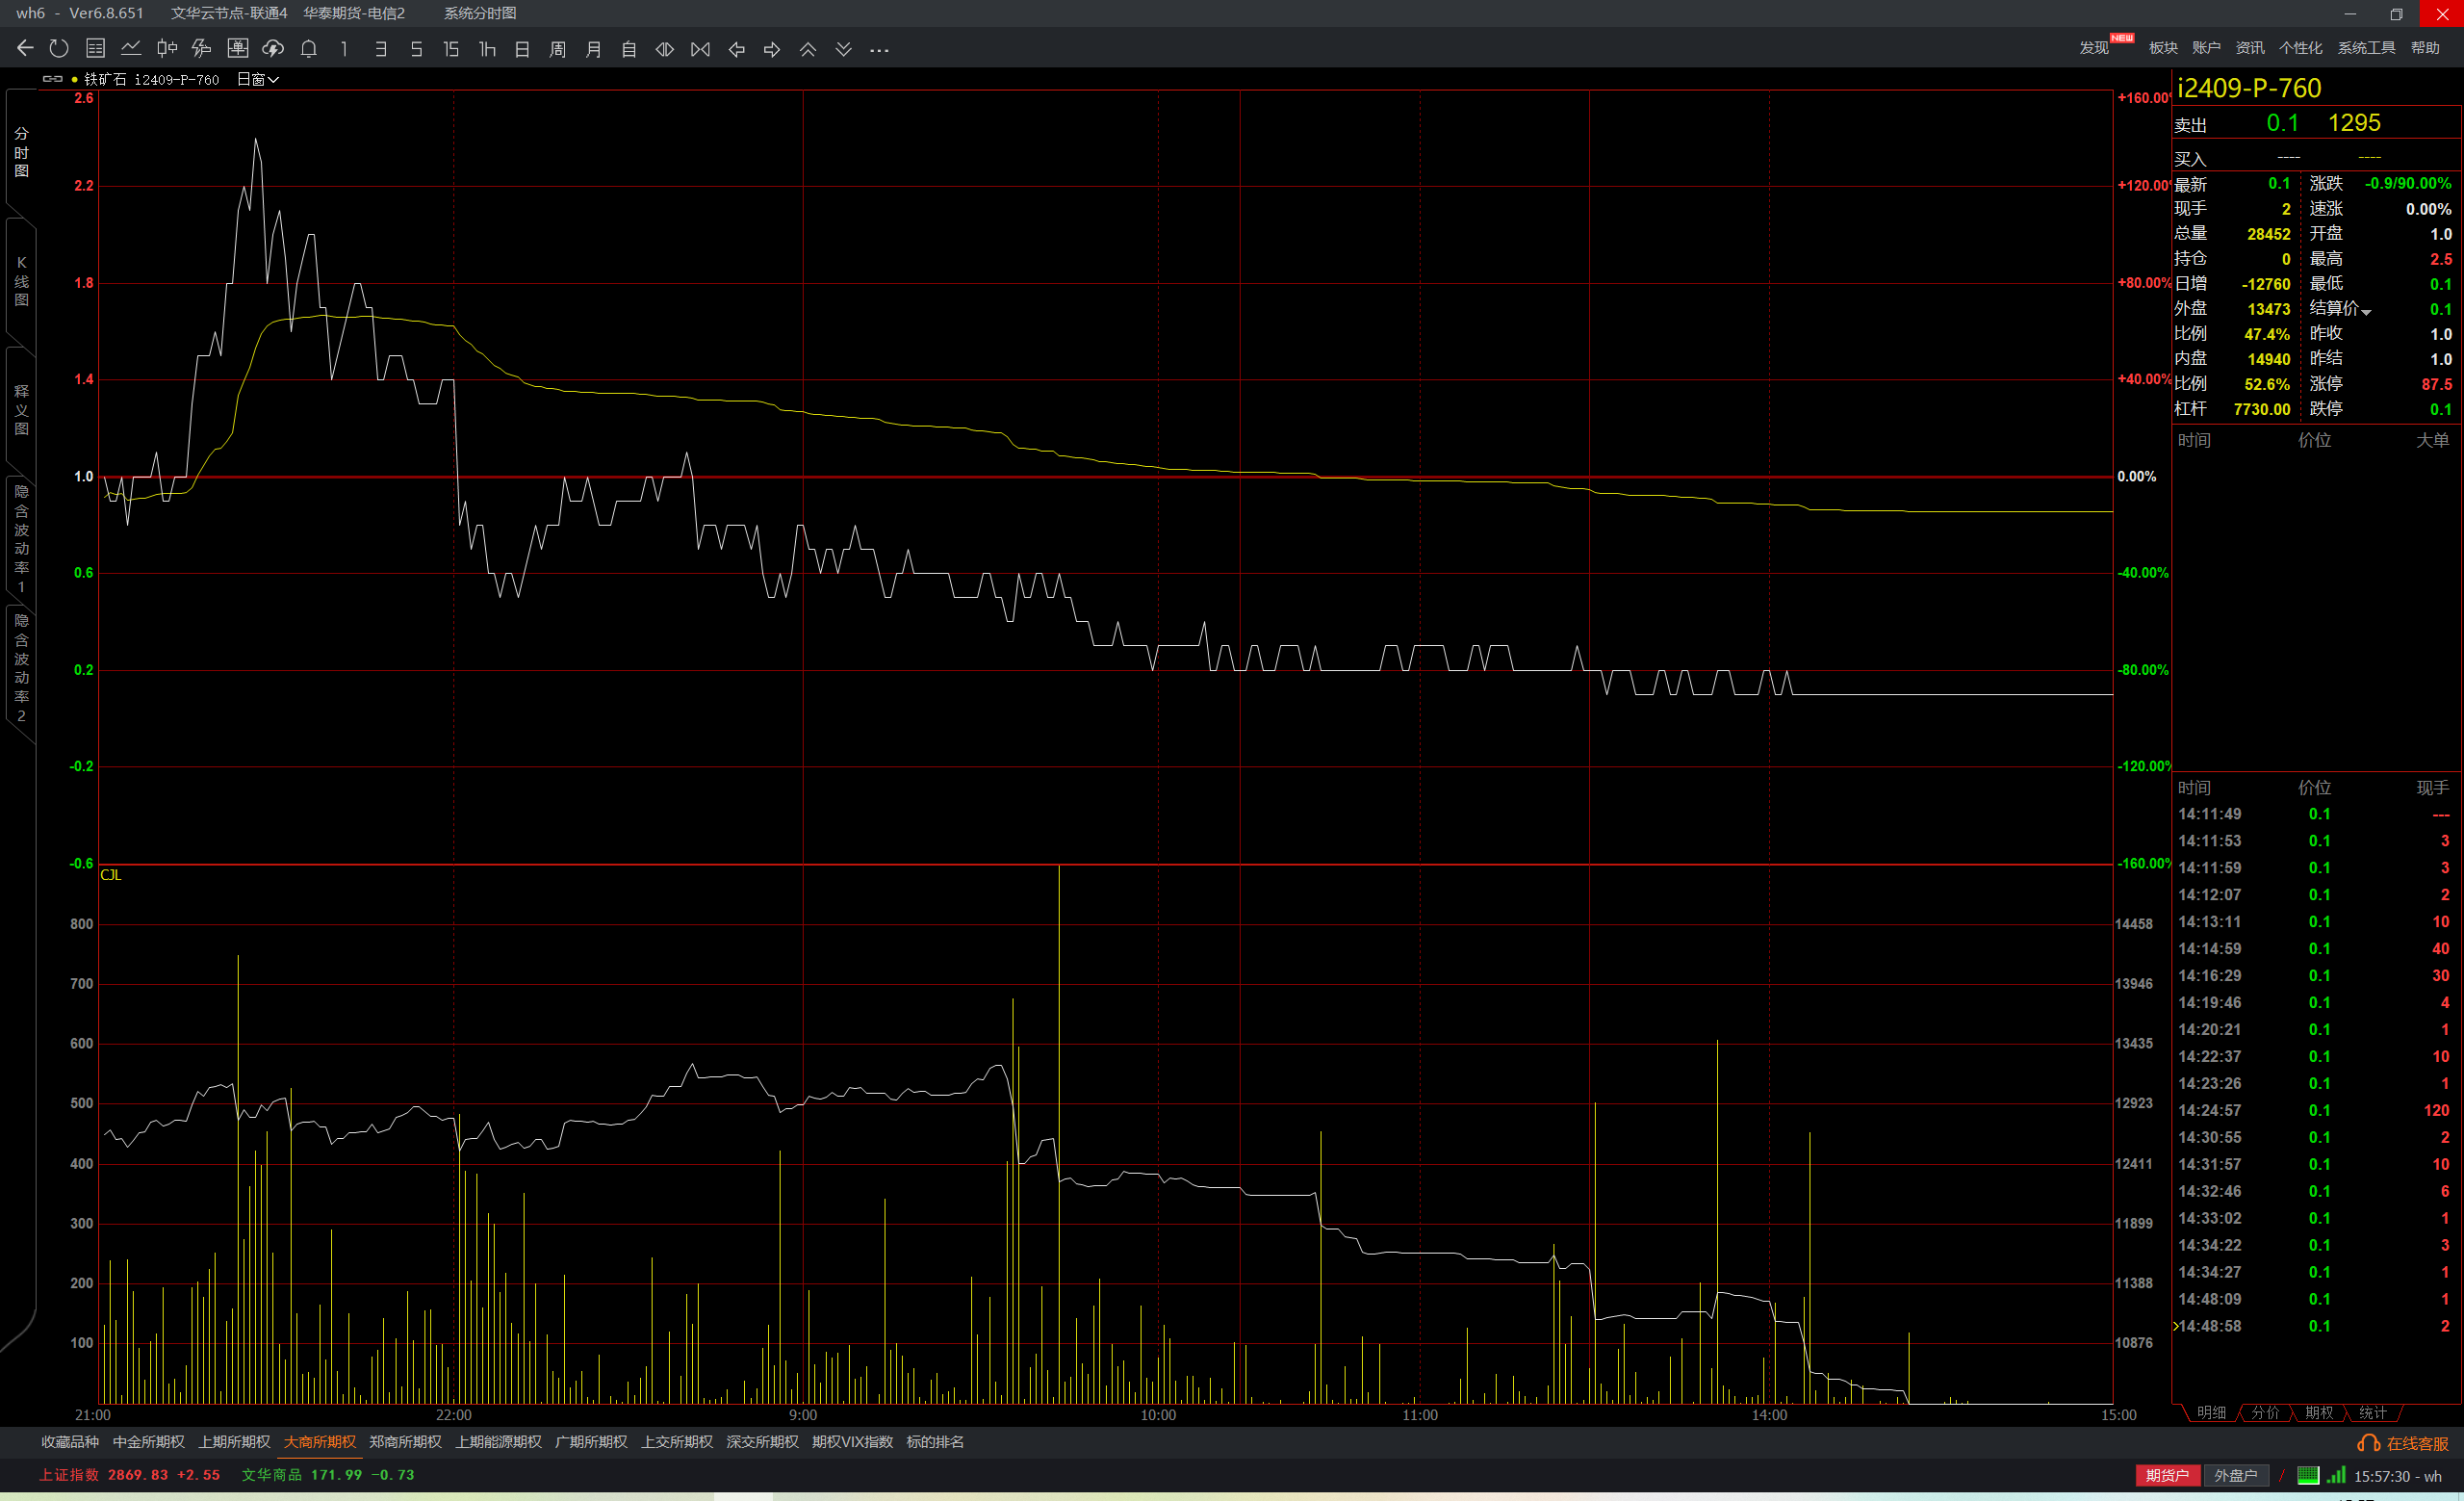 wh6 - Ver6.8.651 文华云节点-联通4 华泰期货-电信2 系统分时图
单 1 3 5 15 1h 日 周 月 自 ... 发现 NEW 板块 账户 资讯 个性化 系统工具 帮助
铁矿石 i2409-P-760 日窗
分时图
K线图
释义图
隐含波动率1
隐含波动率2
2.6 +160.00%
2.2 +120.00%
1.8 +80.00%
1.4 +40.00%
1.0 0.00%
0.6 -40.00%
0.2 -80.00%
-0.2 -120.00%
-0.6 -160.00%
CJL
800 14458
700 13946
600 13435
500 12923
400 12411
300 11899
200 11388
100 10876
21:00 22:00 9:00 10:00 11:00 14:00 15:00
i2409-P-760
卖出 0.1 1295
买入 ---- ----
最新 0.1 涨跌 -0.9/90.00%
现手 2 速涨 0.00%
总量 28452 开盘 1.0
持仓 0 最高 2.5
日增 -12760 最低 0.1
外盘 13473 结算价 0.1
比例 47.4% 昨收 1.0
内盘 14940 昨结 1.0
比例 52.6% 涨停 87.5
杠杆 7730.00 跌停 0.1
时间 价位 大单
时间 价位 现手
14:11:49 0.1 ---
14:11:53 0.1 3
14:11:59 0.1 3
14:12:07 0.1 2
14:13:11 0.1 10
14:14:59 0.1 40
14:16:29 0.1 30
14:19:46 0.1 4
14:20:21 0.1 1
14:22:37 0.1 10
14:23:26 0.1 1
14:24:57 0.1 120
14:30:55 0.1 2
14:31:57 0.1 10
14:32:46 0.1 6
14:33:02 0.1 1
14:34:22 0.1 3
14:34:27 0.1 1
14:48:09 0.1 1
14:48:58 0.1 2
明细 分价 期权 统计
收藏品种 中金所期权 上期所期权 大商所期权 郑商所期权 上期能源期权 广期所期权 上交所期权 深交所期权 期权VIX指数 标的排名 在线客服
上证指数 2869.83 +2.55 文华商品 171.99 -0.73 期货户 外盘户 / 15:57:30 - wh